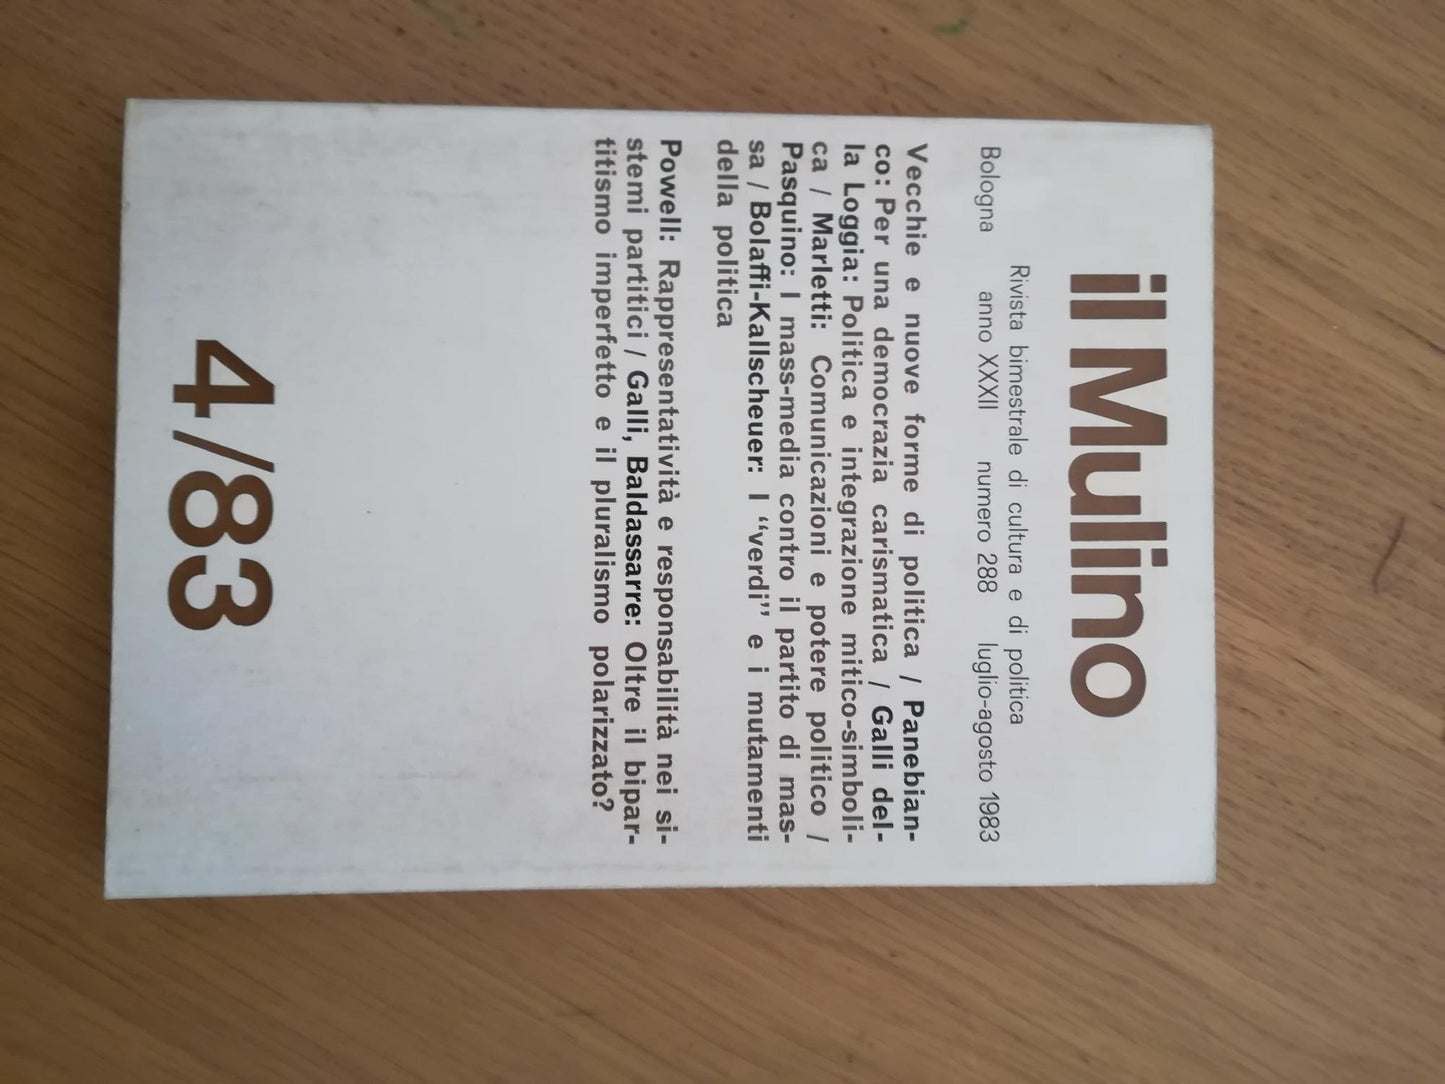 il Mulino
Rivista bimestrale di cultura e di politica
Bologna anno XXXII numero 288 luglio-agosto 1983
Vecchie e nuove forme di politica / Panebian-
co: Per una democrazia carismatica / Galli del-
la Loggia: Politica e integrazione mitico-simboli-
ca / Marletti: Comunicazioni e potere politico /
Pasquino: I mass-media contro il partito di mas-
sa / Bolaffi-Kallscheuer: I “verdi” e i mutamenti
della politica
Powell: Rappresentatività e responsabilità nei si-
stemi partitici / Galli, Baldassarre: Oltre il bipar-
titismo imperfetto e il pluralismo polarizzato?
4/83